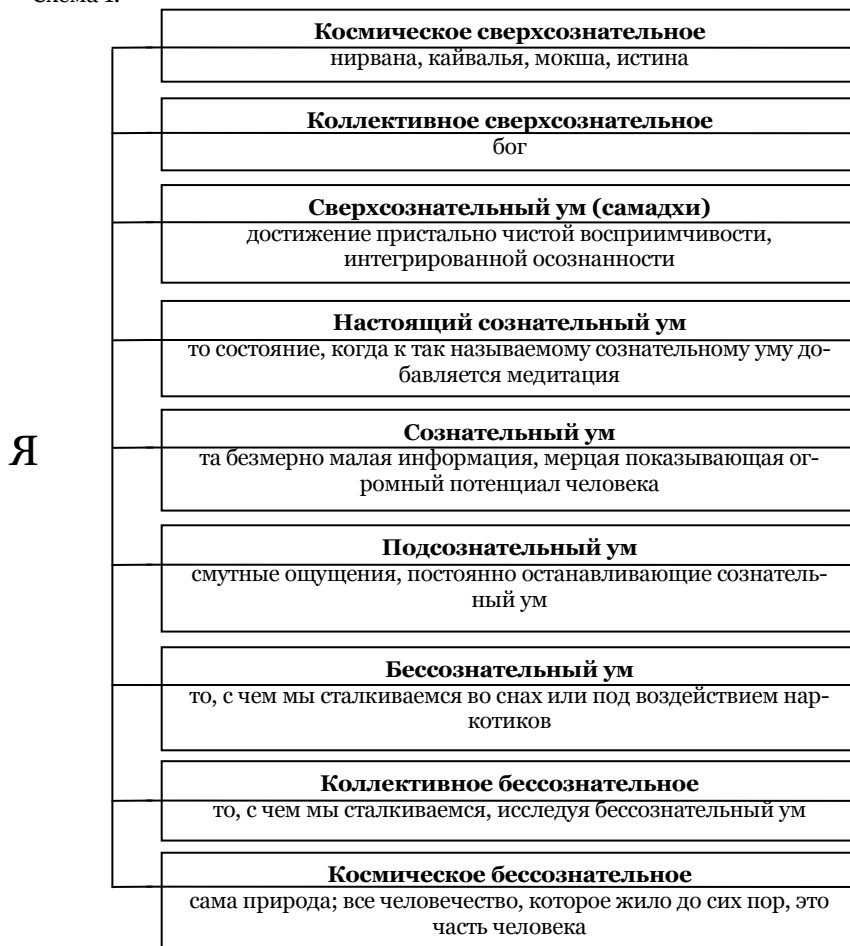 Схема 1.
Космическое сверхсознательное
нирвана, кайвалья, мокша, истина
Коллективное сверхсознательное
бог
Сверхсознательный ум (самадхи)
достижение пристально чистой восприимчивости,
интегрированной осознанности
Настоящий сознательный ум
то состояние, когда к так называемому сознательному уму до-
бавляется медитация
Я
Сознательный ум
та безмерно малая информация, мерцая показывающая ог-
ромный потенциал человека
Подсознательный ум
смутные ощущения, постоянно останавливающие сознатель-
ный ум
Бессознательный ум
то, с чем мы сталкиваемся во снах или под воздействием нар-
котиков
Коллективное бессознательное
то, с чем мы сталкиваемся, исследуя бессознательный ум
Космическое бессознательное
сама природа; все человечество, которое жило до сих пор, это
часть человека